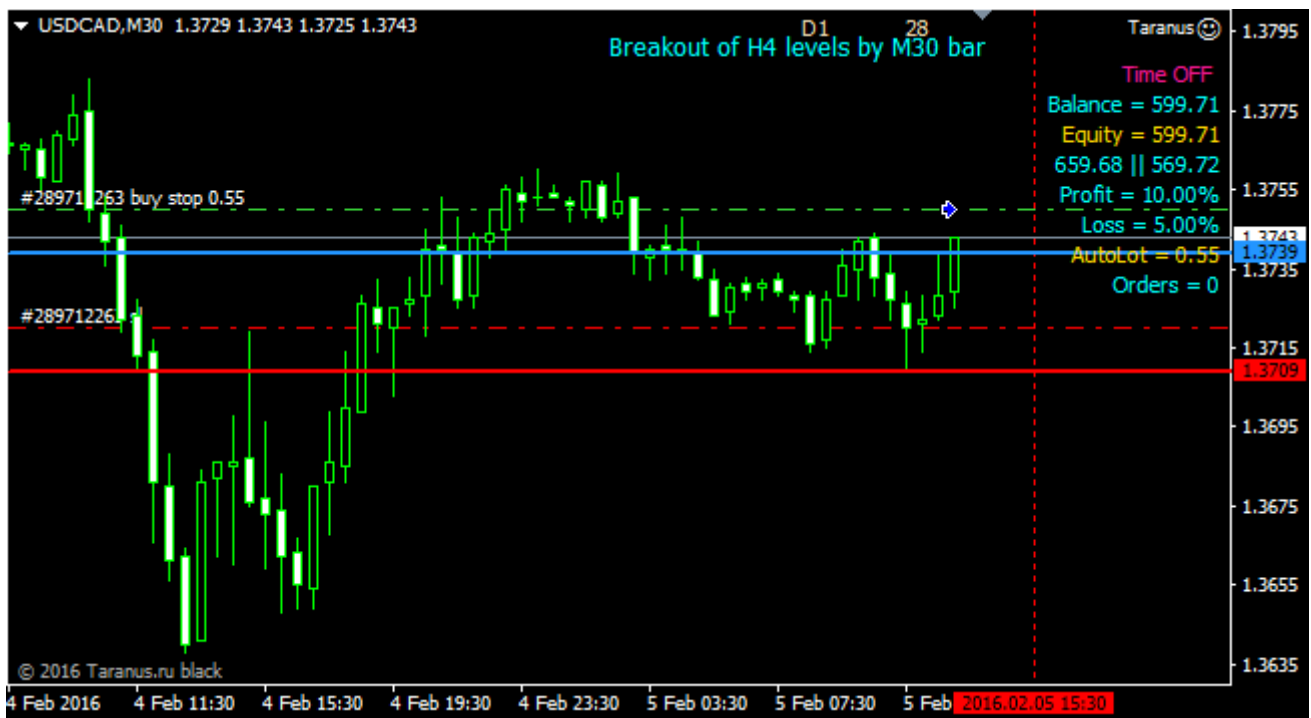 USDCAD,M30 1.3729 1.3743 1.3725 1.3743
D1 28
Taranus
Breakout of H4 levels by M30 bar
Time OFF
Balance = 599.71
Equity = 599.71
659.68 || 569.72
Profit = 10.00%
Loss = 5.00%
AutoLot = 0.55
Orders = 0
buy stop 0.55
1.3795
1.3775
1.3755
1.3743
1.3739
1.3735
1.3715
1.3709
1.3695
1.3675
1.3655
1.3635
© 2016 Taranus.ru black
4 Feb 2016 4 Feb 11:30 4 Feb 15:30 4 Feb 19:30 4 Feb 23:30 5 Feb 03:30 5 Feb 07:30 5 Feb 2016.02.05 15:30